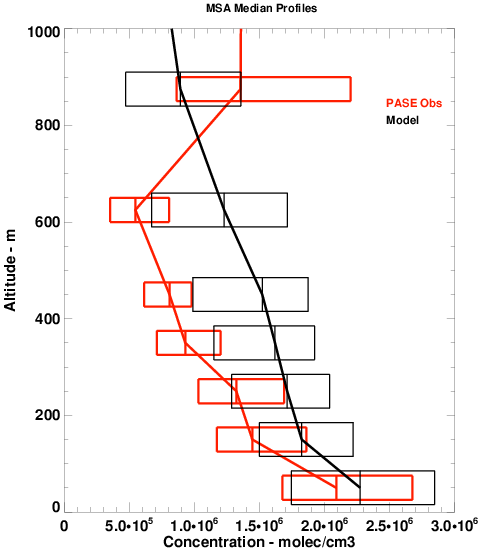 MSA Median Profiles
1000
800
600
400
200
0
Altitude - m
PASE Obs
Model
0 5.0•10⁵ 1.0•10⁶ 1.5•10⁶ 2.0•10⁶ 2.5•10⁶ 3.0•10⁶
Concentration - molec/cm3